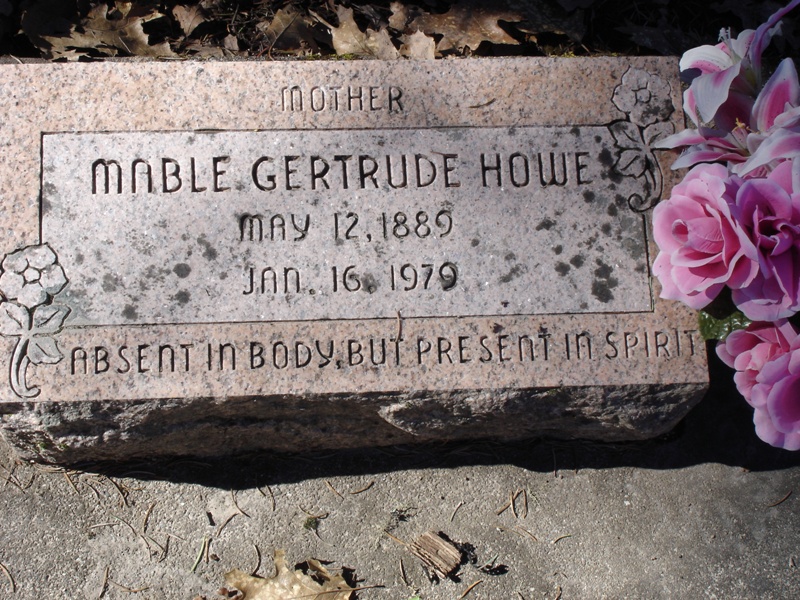 MOTHER
MABLE GERTRUDE HOWE
MAY 12, 1889
JAN. 16, 1979
ABSENT IN BODY, BUT PRESENT IN SPIRIT